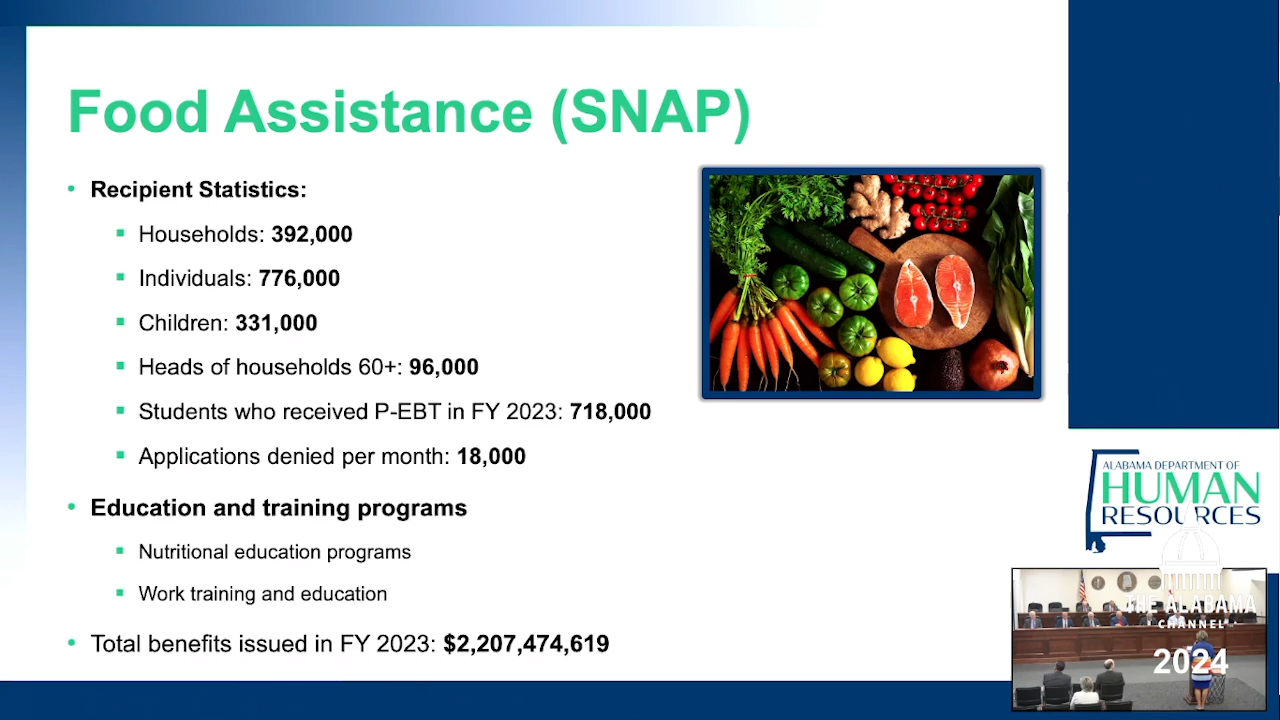 Food Assistance (SNAP)
• Recipient Statistics:
▪ Households: 392,000
▪ Individuals: 776,000
▪ Children: 331,000
▪ Heads of households 60+: 96,000
▪ Students who received P-EBT in FY 2023: 718,000
▪ Applications denied per month: 18,000
• Education and training programs
▪ Nutritional education programs
▪ Work training and education
• Total benefits issued in FY 2023: $2,207,474,619
ALABAMA DEPARTMENT OF
HUMAN
RESOURCES
THE ALABAMA
CHANNEL
2024